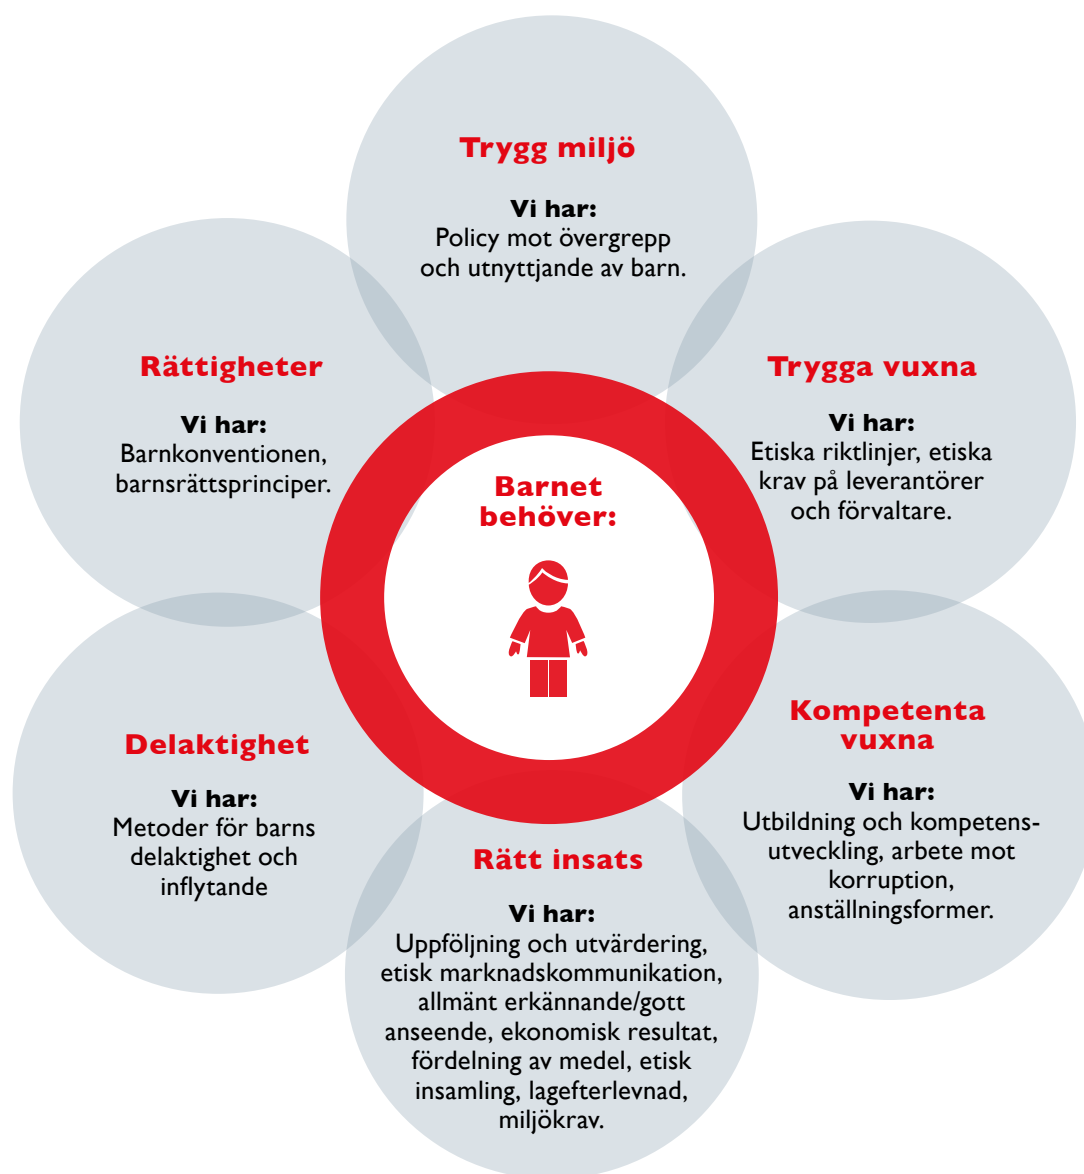 Trygg miljö
Vi har:
Policy mot övergrepp
och utnyttjande av barn.
Rättigheter
Vi har:
Barnkonventionen,
barnsrättsprinciper.
Trygga vuxna
Vi har:
Etiska riktlinjer, etiska
krav på leverantörer
och förvaltare.
Barnet
behöver:
Delaktighet
Vi har:
Metoder för barns
delaktighet och
inflytande
Kompetenta
vuxna
Vi har:
Utbildning och kompetens-
utveckling, arbete mot
korruption,
anställningsformer.
Rätt insats
Vi har:
Uppföljning och utvärdering,
etisk marknadskommunikation,
allmänt erkännande/gott
anseende, ekonomisk resultat,
fördelning av medel, etisk
insamling, lagefterlevnad,
miljökrav.